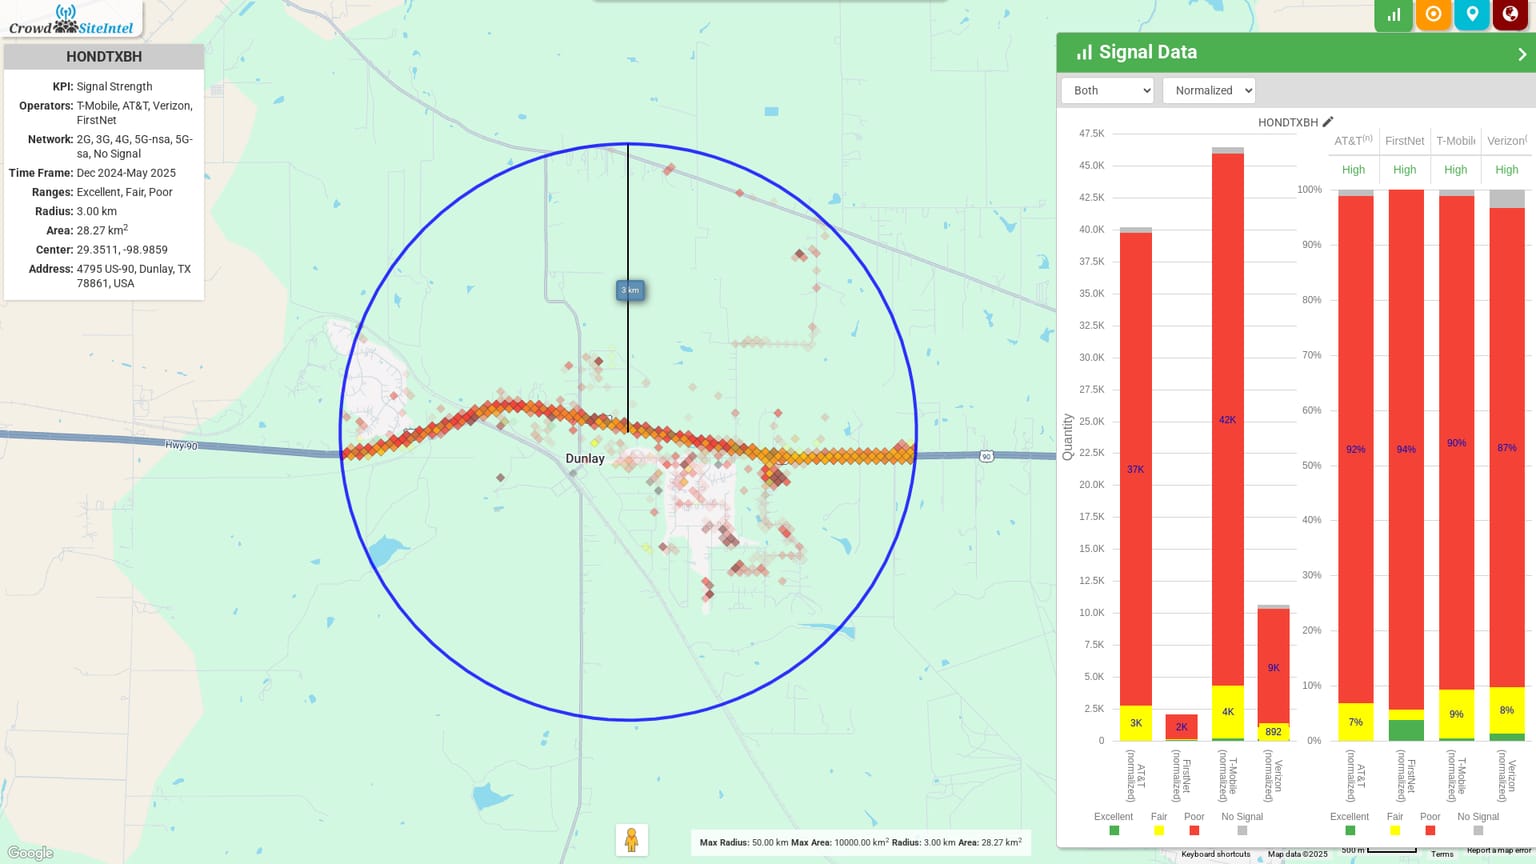 CrowdSiteIntel
HONDTXBH
KPI: Signal Strength
Operators: T-Mobile, AT&T, Verizon,
FirstNet
Network: 2G, 3G, 4G, 5G-nsa, 5G-
sa, No Signal
Time Frame: Dec 2024-May 2025
Ranges: Excellent, Fair, Poor
Radius: 3.00 km
Area: 28.27 km²
Center: 29.3511, -98.9859
Address: 4795 US-90, Dunlay, TX
78861, USA
3 km
Hwy 90
Dunlay
90
Google
Max Radius: 50.00 km Max Area: 10000.00 km² Radius: 3.00 km Area: 28.27 km²
Signal Data
Both
Normalized
HONDTXBH
Quantity
47.5K
45.0K
42.5K
40.0K
37.5K
35.0K
32.5K
30.0K
27.5K
25.0K
22.5K
20.0K
17.5K
15.0K
12.5K
10.0K
7.5K
5.0K
2.5K
0
37K
3K
2K
42K
4K
9K
892
AT&T (normalized)
FirstNet (normalized)
T-Mobile (normalized)
Verizon (normalized)
Excellent Fair Poor No Signal
AT&T(n) FirstNet T-Mobile Verizon(
High High High High
100%
90%
80%
70%
60%
50%
40%
30%
20%
10%
0%
92% 94% 90% 87%
7% 9% 8%
AT&T (normalized)
FirstNet (normalized)
T-Mobile (normalized)
Verizon (normalized)
Excellent Fair Poor No Signal
Keyboard shortcuts Map data ©2025 500 m Terms Report a map error